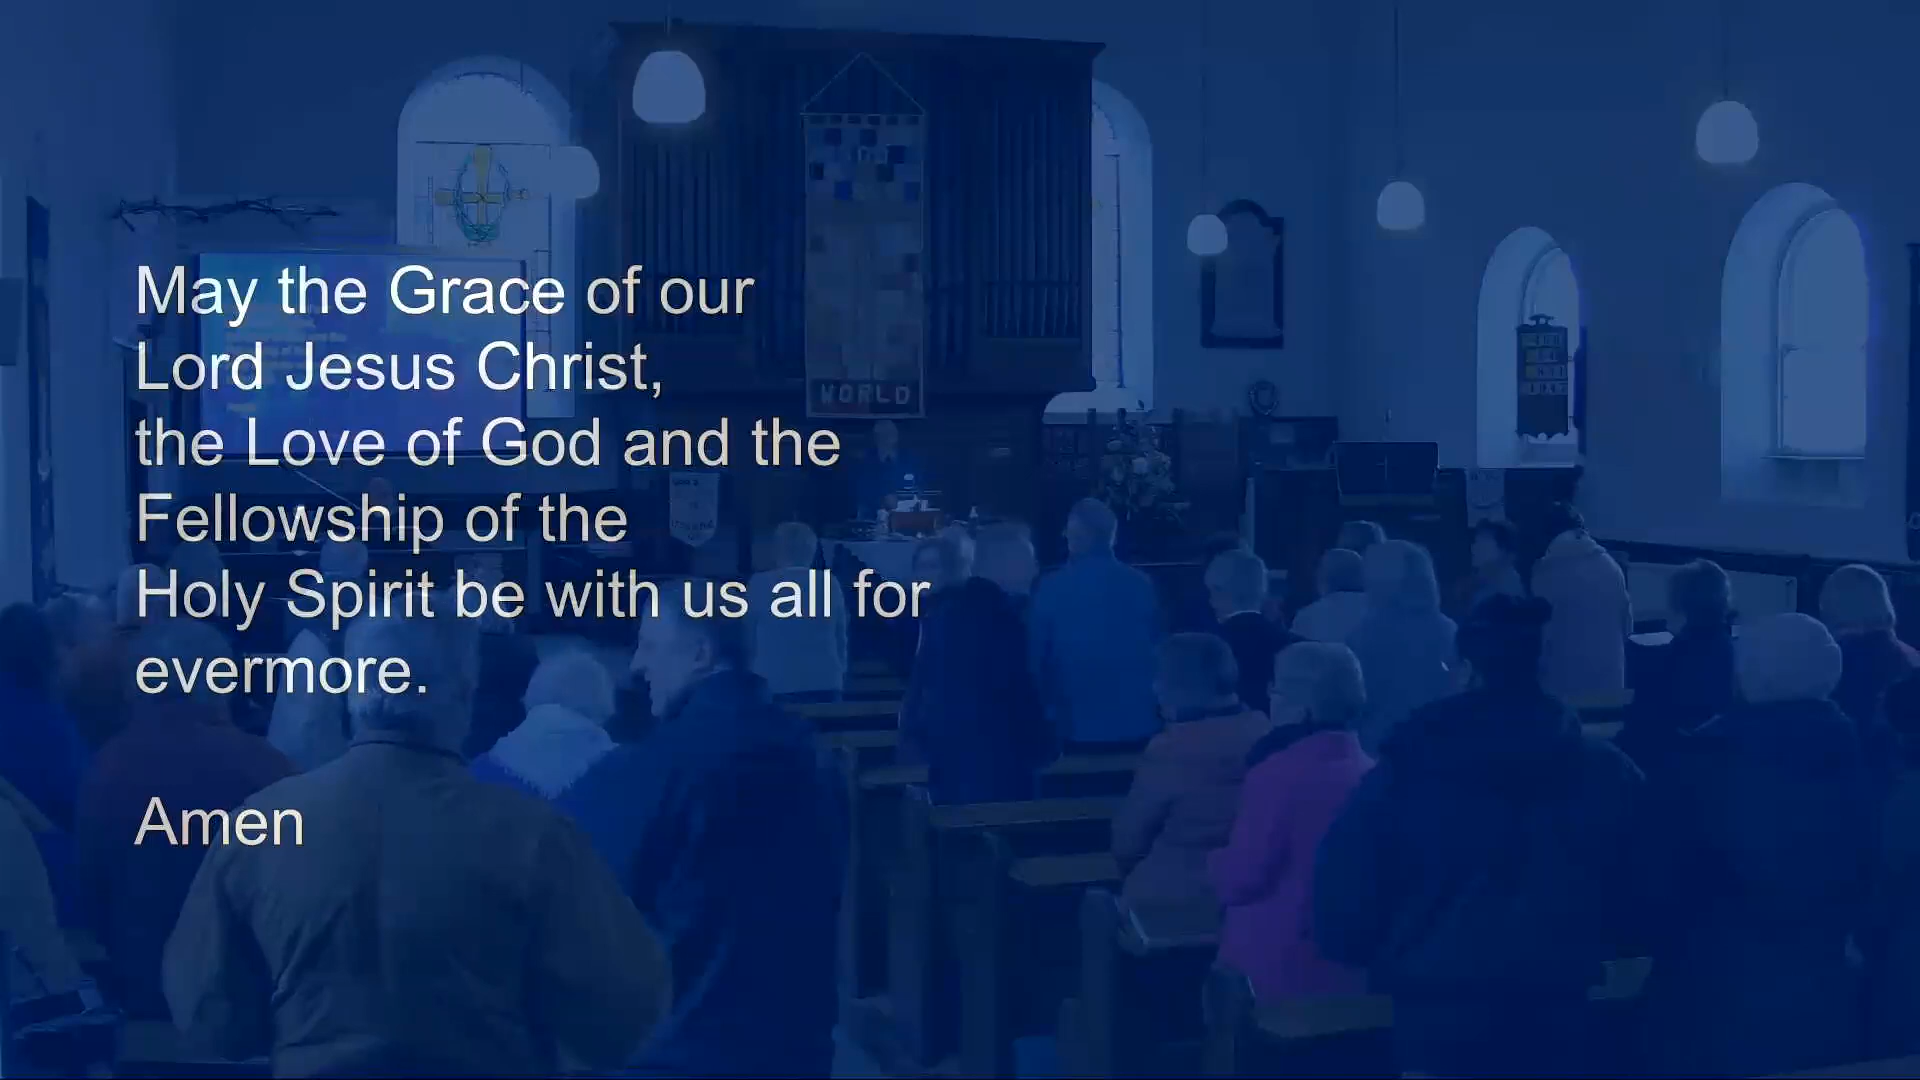 WORLD
May the Grace of our
Lord Jesus Christ,
the Love of God and the
Fellowship of the
Holy Spirit be with us all for
evermore.
Amen